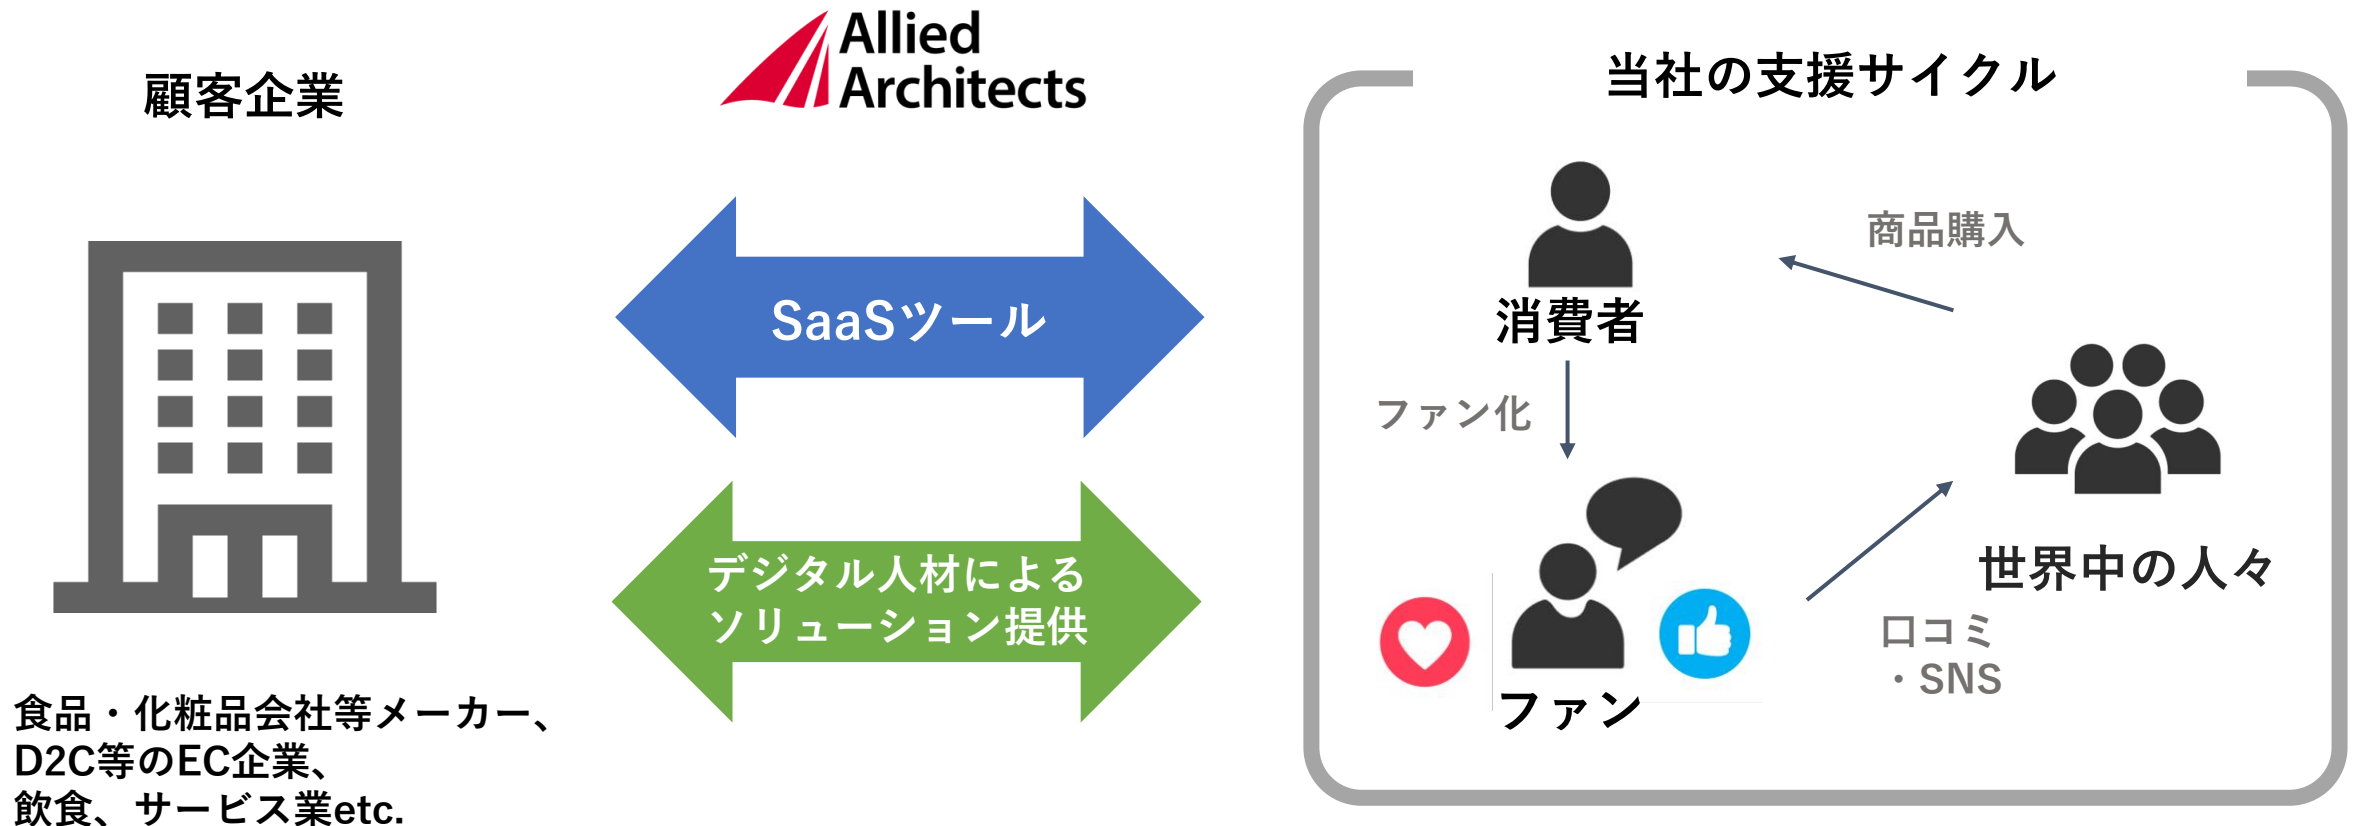 顧客企業
食品・化粧品会社等メーカー、
D2C等のEC企業、
飲食、サービス業etc.
Allied
Architects
SaaSツール
デジタル人材による
ソリューション提供
当社の支援サイクル
消費者
商品購入
ファン化
世界中の人々
口コミ
・SNS
ファン